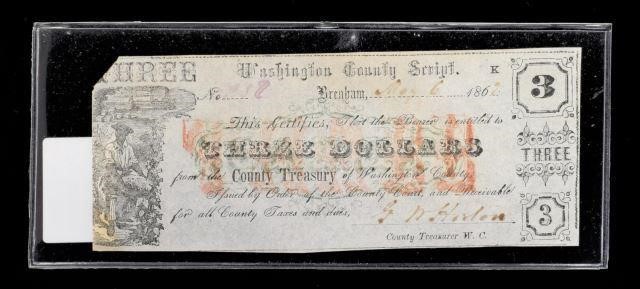 THREE
Washington County Script. K
No. Brenham, 1862
3
This Certifies, That the Bearer is entitled to
THREE DOLLARS
from the County Treasury of Washington County.
Issued by Order of the County Court, and Receivable
for all County Taxes and dues,
County Treasurer W. C.
THREE
3